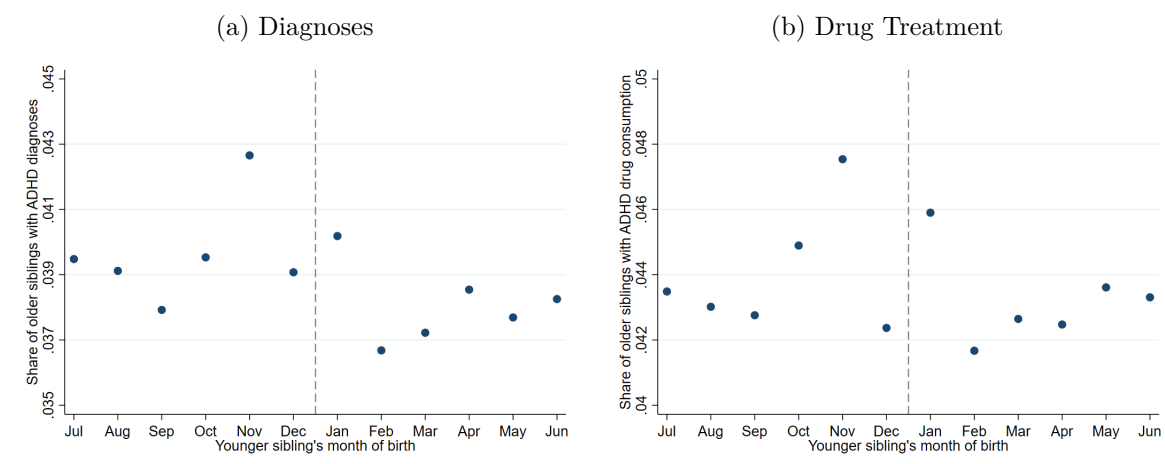 (a) Diagnoses
Share of older siblings with ADHD diagnoses
.045
.043
.041
.039
.037
.035
Jul Aug Sep Oct Nov Dec Jan Feb Mar Apr May Jun
Younger sibling's month of birth
(b) Drug Treatment
Share of older siblings with ADHD drug consumption
.05
.048
.046
.044
.042
.04
Jul Aug Sep Oct Nov Dec Jan Feb Mar Apr May Jun
Younger sibling's month of birth